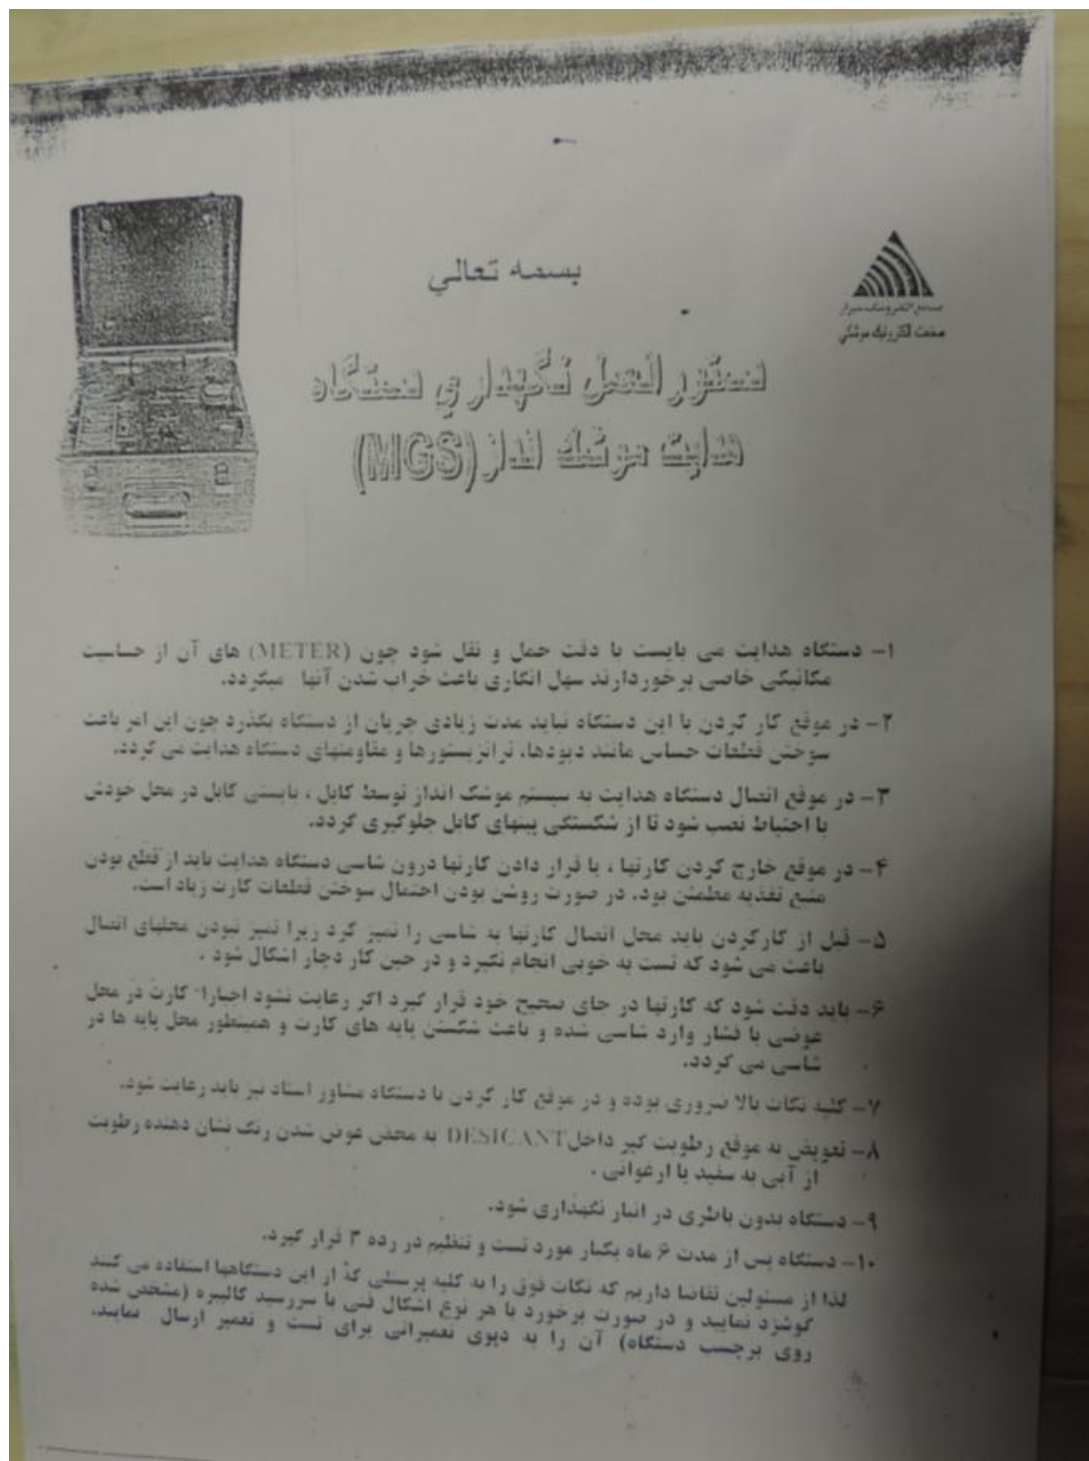 بسمه تعالي
صنایع الکترونیک شیراز
صنعت الکترونیک موشکی
دستور العمل نگهداري دستگاه
هدایت موشک انداز (MGS)
۱- دستگاه هدایت می بایست با دقت حمل و نقل شود چون (METER) های آن از حساسیت
مکانیکی خاصی برخوردارند سهل انگاری باعث خراب شدن آنها میگردد.
۲- در موقع کار کردن با این دستگاه نباید مدت زیادی جریان از دستگاه بگذرد چون این امر باعث
سوختن قطعات حساس مانند دیودها، ترانزیستورها و مقاومتهای دستگاه هدایت می گردد.
۳- در موقع اتصال دستگاه هدایت به سیستم موشک انداز توسط کابل ، بایستی کابل در محل خودش
با احتیاط نصب شود تا از شکستگی پینهای کابل جلوگیری گردد.
۴- در موقع خارج کردن کارتها ، یا قرار دادن کارتها درون شاسی دستگاه هدایت باید از قطع بودن
منبع تغذیه مطمئن بود. در صورت روشن بودن احتمال سوختن قطعات کارت زیاد است.
۵- قبل از کارکردن باید محل اتصال کارتها به شاسی را تمیز کرد زیرا تمیز نبودن محلهای اتصال
باعث می شود که تست به خوبی انجام نگیرد و در حین کار دچار اشکال شود .
۶- باید دقت شود که کارتها در جای صحیح خود قرار گیرد اگر رعایت نشود اجباراً کارت در محل
عوضی با فشار وارد شاسی شده و باعث شکستن پایه های کارت و همینطور محل پایه ها در
شاسی می گردد.
۷- کلیه نکات بالا ضروری بوده و در موقع کار کردن با دستگاه مشاور استاد نیز باید رعایت شود.
۸- تعویض به موقع رطوبت گیر داخل DESICANT به محض عوض شدن رنگ نشان دهنده رطوبت
از آبی به سفید یا ارغوانی .
۹- دستگاه بدون باطری در انبار نگهداری شود.
۱۰- دستگاه پس از مدت ۶ ماه یکبار مورد تست و تنظیم در رده ۳ قرار گیرد.
لذا از مسئولین تقاضا داریم که نکات فوق را به کلیه پرسنلی که از این دستگاهها استفاده می کنند
گوشزد نمایید و در صورت برخورد با هر نوع اشکال فنی یا سررسید کالیبره (مشخص شده
روی برچسب دستگاه) آن را به دپوی تعمیراتی برای تست و تعمیر ارسال نمایند.